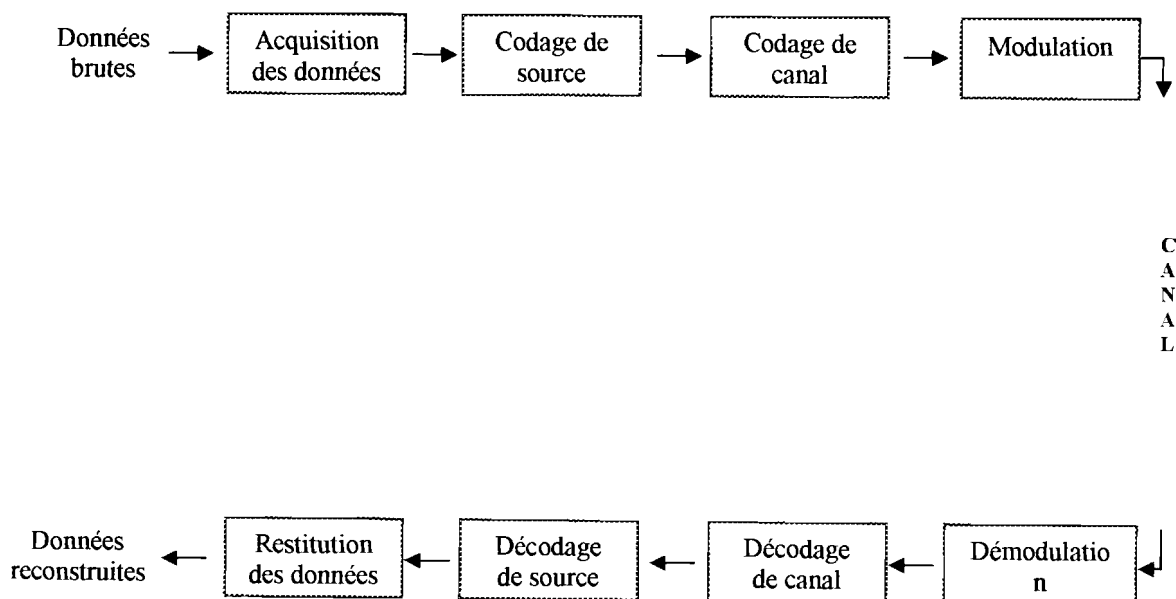 Données
brutes
Acquisition
des données
Codage de
source
Codage de
canal
Modulation
C
A
N
A
L
Données
reconstruites
Restitution
des données
Décodage
de source
Décodage
de canal
Démodulatio
n